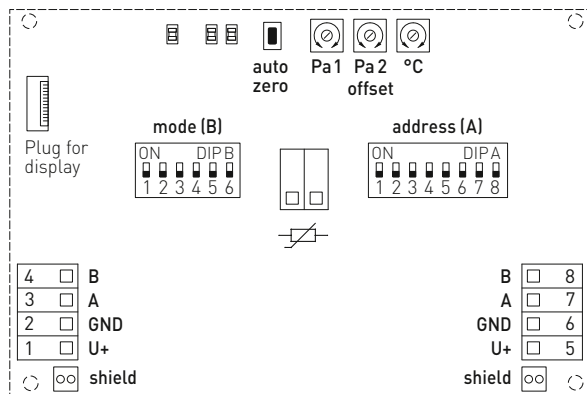 auto
zero
Pa 1
Pa 2
offset
°C
Plug for
display
mode (B)
ON DIP B
1 2 3 4 5 6
address (A)
ON DIP A
1 2 3 4 5 6 7 8
4 B
3 A
2 GND
1 U+
shield
B 8
A 7
GND 6
U+ 5
shield